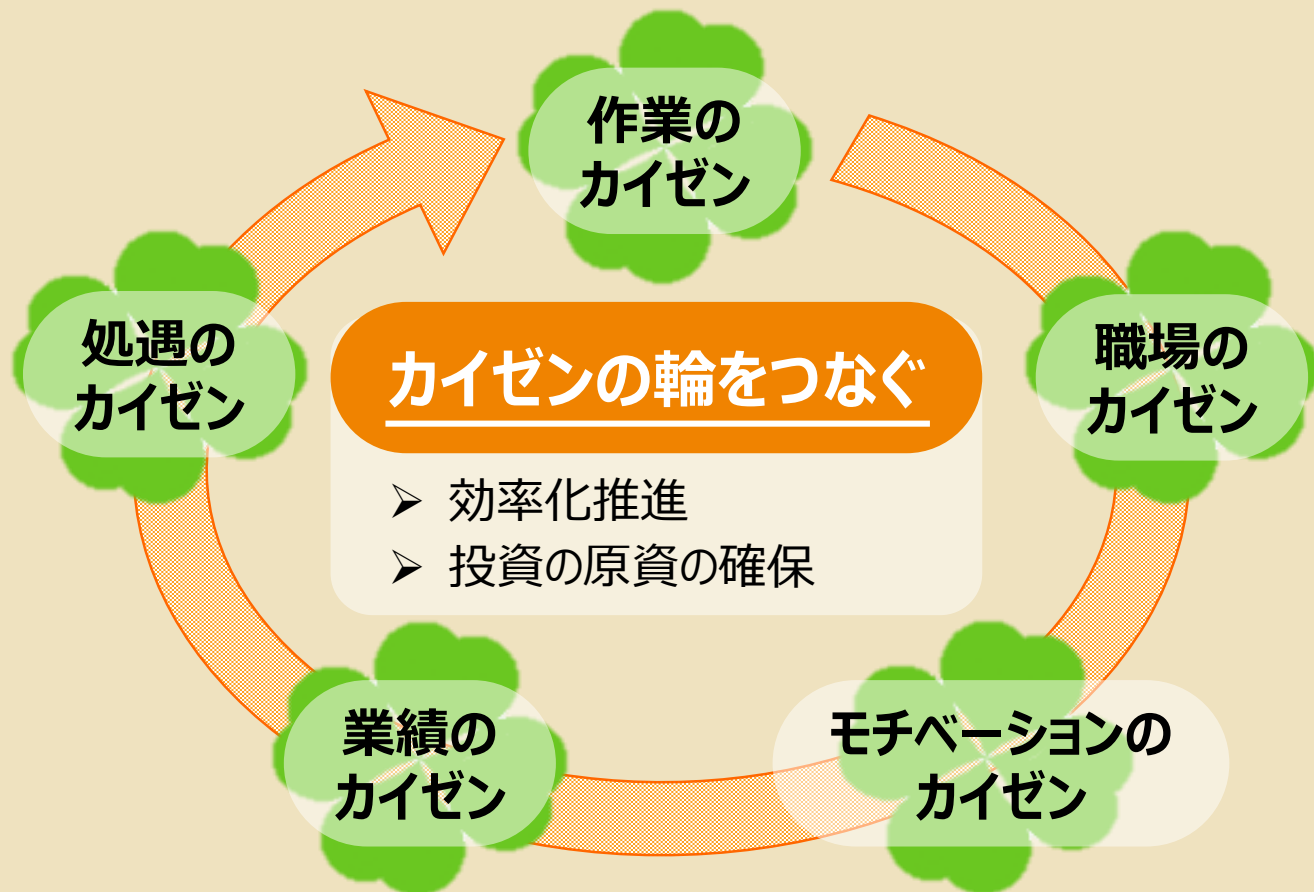 作業の
カイゼン
職場の
カイゼン
モチベーションの
カイゼン
業績の
カイゼン
処遇の
カイゼン
カイゼンの輪をつなぐ
➢ 効率化推進
➢ 投資の原資の確保